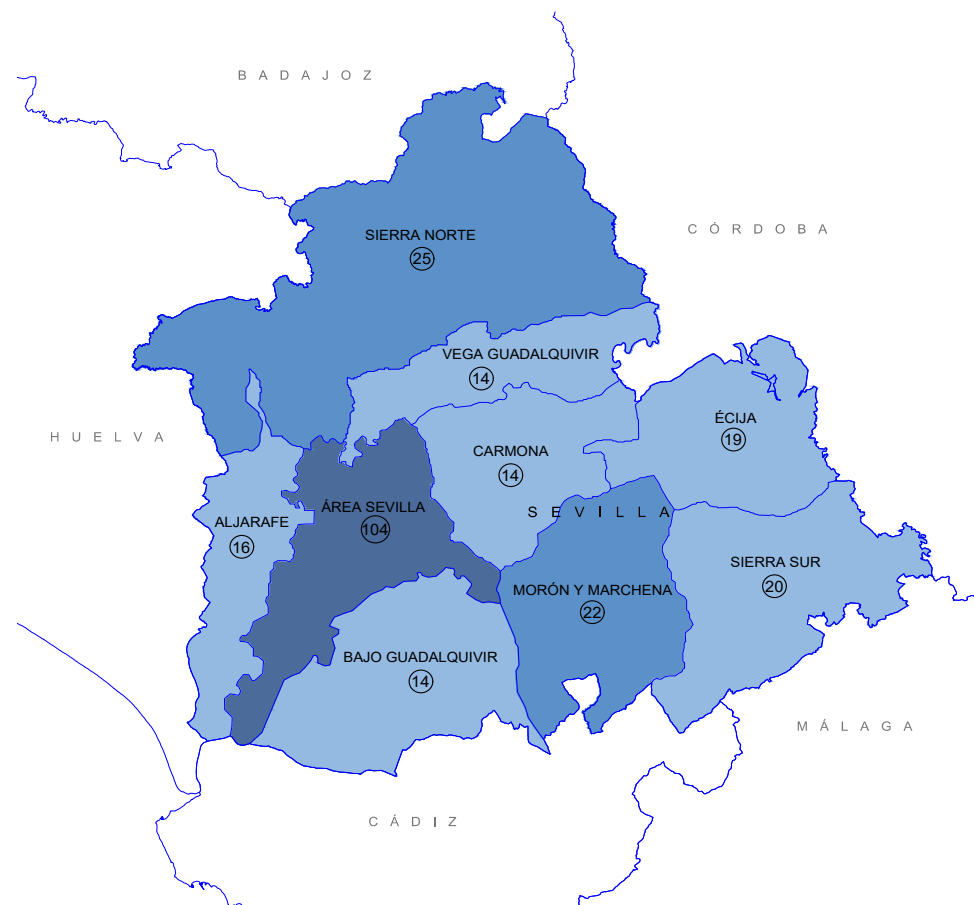 BADAJOZ
CÓRDOBA
SIERRA NORTE
25
VEGA GUADALQUIVIR
14
HUELVA
ÉCIJA
19
CARMONA
14
ÁREA SEVILLA
104
SEVILLA
ALJARAFE
16
SIERRA SUR
20
MORÓN Y MARCHENA
22
BAJO GUADALQUIVIR
14
MÁLAGA
CÁDIZ